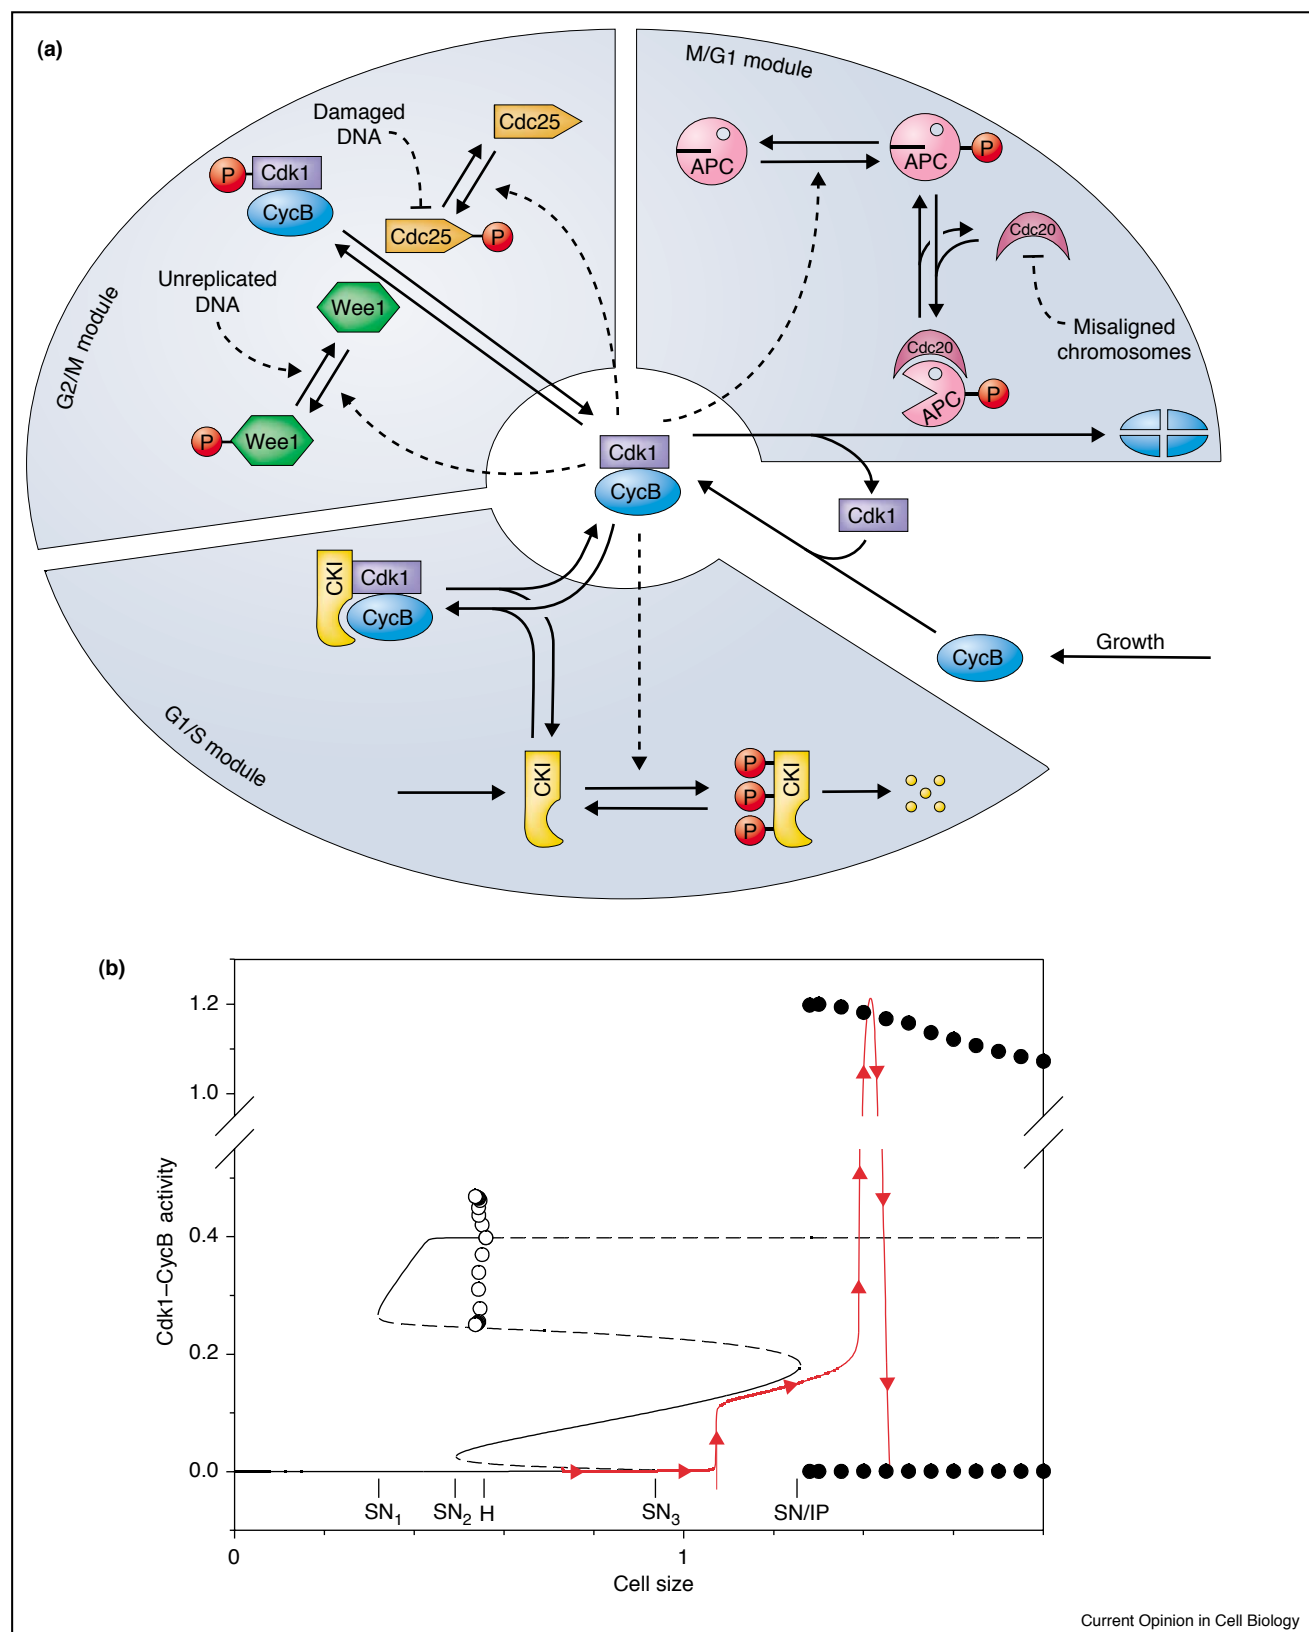 (a)
M/G1 module
Damaged
DNA
Cdc25
P
Cdk1
CycB
Cdc25
P
APC
APC
P
Cdc20
Unreplicated
DNA
Wee1
G2/M module
Misaligned
chromosomes
Cdc20
APC
P
P
Wee1
Cdk1
CycB
Cdk1
CKI
Cdk1
CycB
CycB
Growth
G1/S module
CKI
P
P
P
CKI
(b)
1.2
1.0
Cdk1–CycB activity
0.4
0.2
0.0
SN1
SN2
H
SN3
SN/IP
0
1
Cell size
Current Opinion in Cell Biology